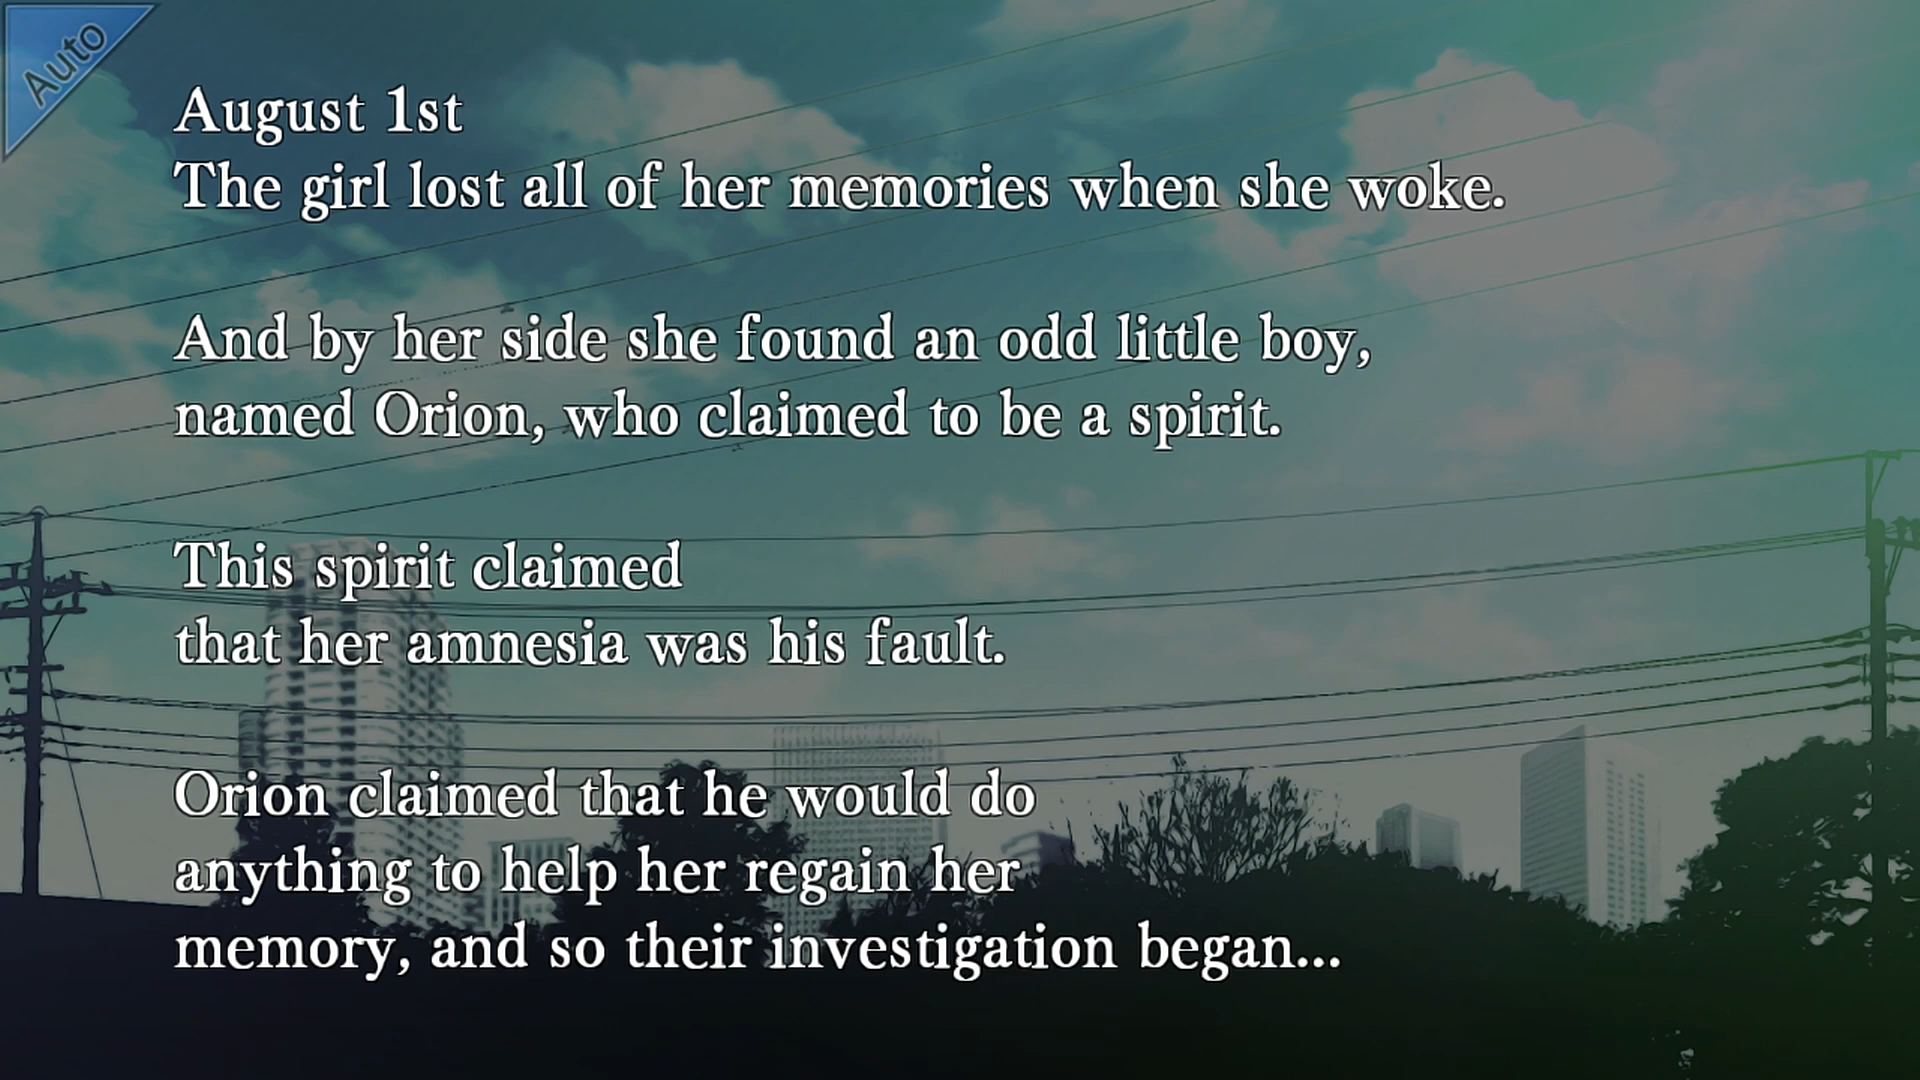 Auto
August 1st
The girl lost all of her memories when she woke.
And by her side she found an odd little boy,
named Orion, who claimed to be a spirit.
This spirit claimed
that her amnesia was his fault.
Orion claimed that he would do
anything to help her regain her
memory, and so their investigation began...